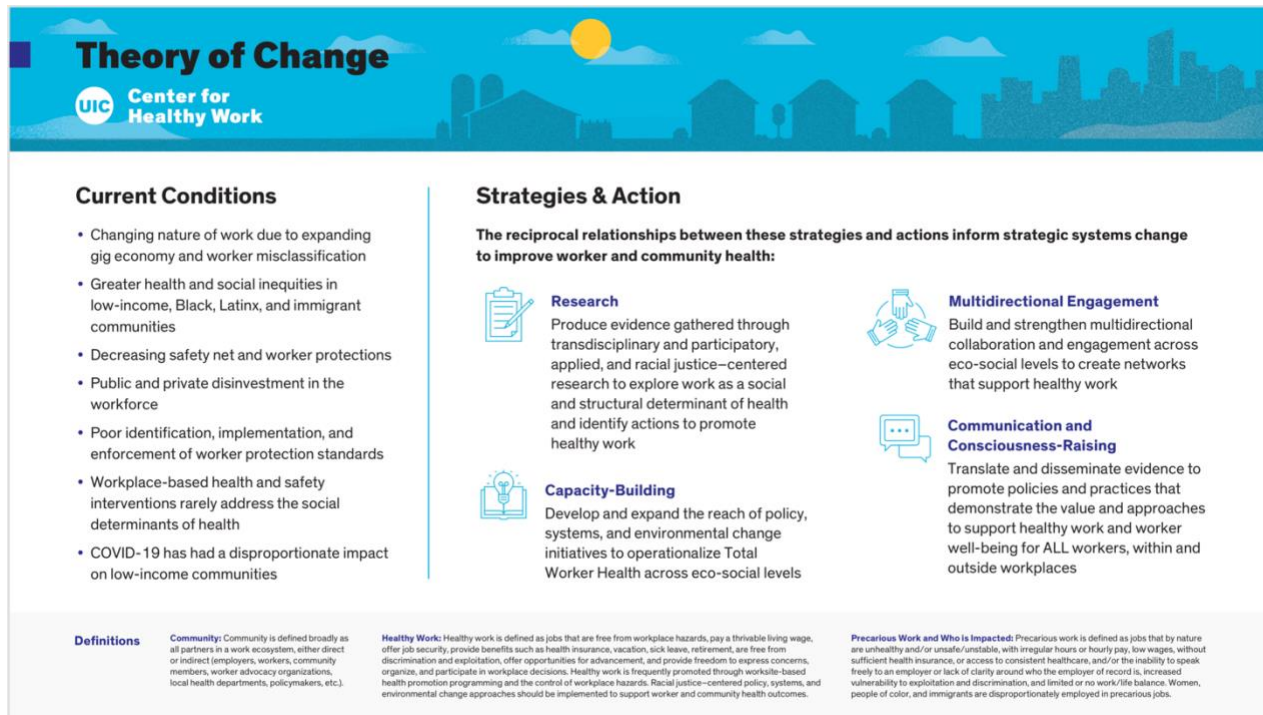 Theory of Change
UIC
Center for
Healthy Work
Current Conditions
• Changing nature of work due to expanding
gig economy and worker misclassification
• Greater health and social inequities in
low-income, Black, Latinx, and immigrant
communities
• Decreasing safety net and worker protections
• Public and private disinvestment in the
workforce
• Poor identification, implementation, and
enforcement of worker protection standards
• Workplace-based health and safety
interventions rarely address the social
determinants of health
• COVID-19 has had a disproportionate impact
on low-income communities
Strategies & Action
The reciprocal relationships between these strategies and actions inform strategic systems change
to improve worker and community health:
Research
Produce evidence gathered through
transdisciplinary and participatory,
applied, and racial justice–centered
research to explore work as a social
and structural determinant of health
and identify actions to promote
healthy work
Capacity-Building
Develop and expand the reach of policy,
systems, and environmental change
initiatives to operationalize Total
Worker Health across eco-social levels
Multidirectional Engagement
Build and strengthen multidirectional
collaboration and engagement across
eco-social levels to create networks
that support healthy work
Communication and
Consciousness-Raising
Translate and disseminate evidence to
promote policies and practices that
demonstrate the value and approaches
to support healthy work and worker
well-being for ALL workers, within and
outside workplaces
Definitions
Community: Community is defined broadly as
all partners in a work ecosystem, either direct
or indirect (employers, workers, community
members, worker advocacy organizations,
local health departments, policymakers, etc.).
Healthy Work: Healthy work is defined as jobs that are free from workplace hazards, pay a thrivable living wage,
offer job security, provide benefits such as health insurance, vacation, sick leave, retirement, are free from
discrimination and exploitation, offer opportunities for advancement, and provide freedom to express concerns,
organize, and participate in workplace decisions. Healthy work is frequently promoted through worksite-based
health promotion programming and the control of workplace hazards. Racial justice–centered policy, systems, and
environmental change approaches should be implemented to support worker and community health outcomes.
Precarious Work and Who is Impacted: Precarious work is defined as jobs that by nature
are unhealthy and/or unsafe/unstable, with irregular hours or hourly pay, low wages, without
sufficient health insurance, or access to consistent healthcare, and/or the inability to speak
freely to an employer or lack of clarity around who the employer of record is, increased
vulnerability to exploitation and discrimination, and limited or no work/life balance. Women,
people of color, and immigrants are disproportionately employed in precarious jobs.